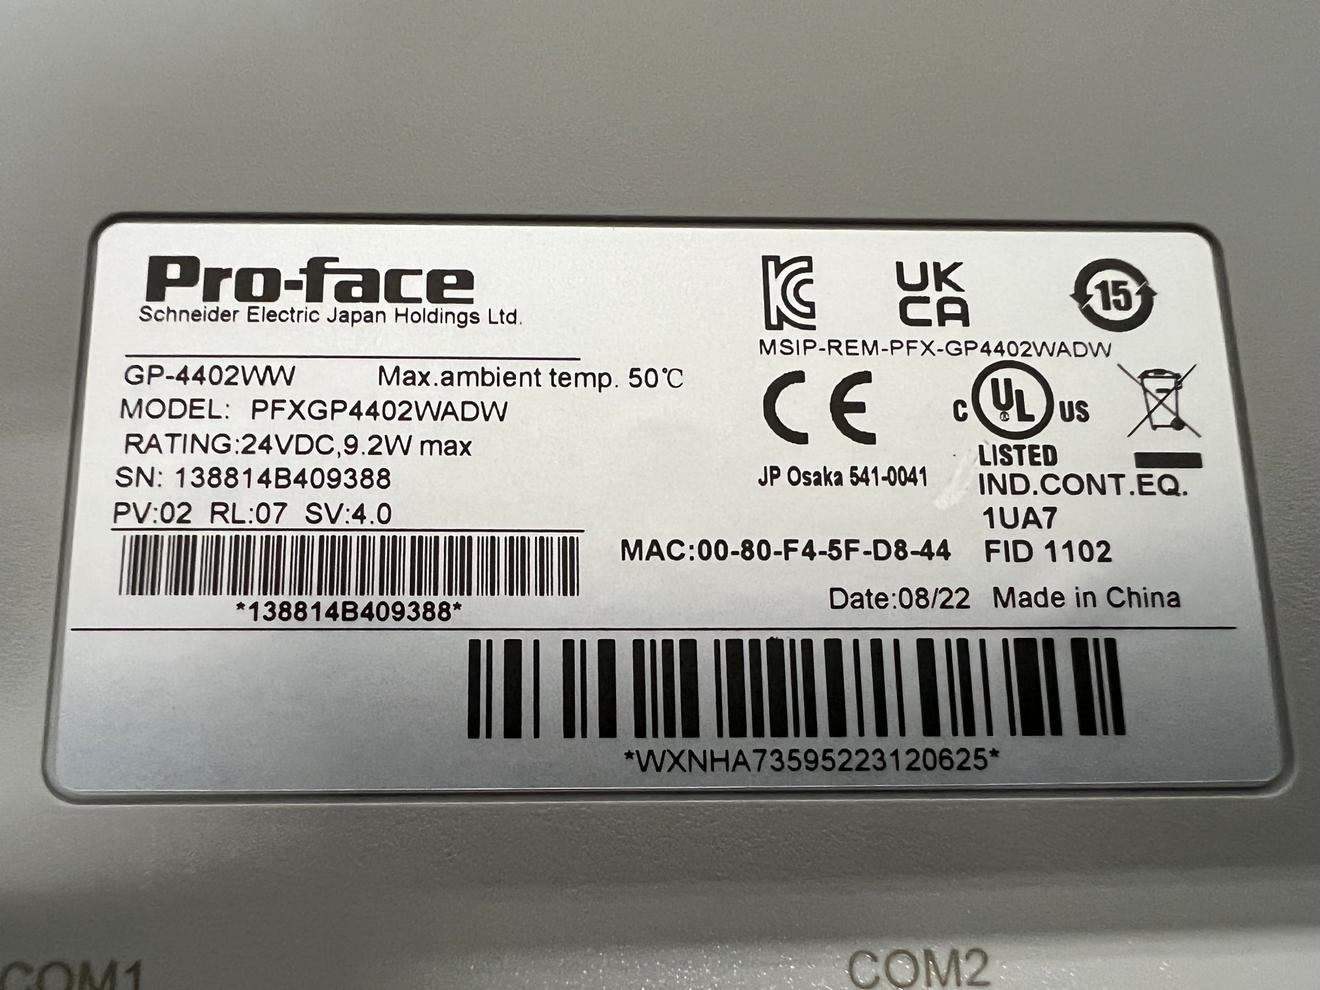 Pro-face
Schneider Electric Japan Holdings Ltd.
GP-4402WW Max.ambient temp. 50℃
MODEL: PFXGP4402WADW
RATING:24VDC,9.2W max
SN: 138814B409388
PV:02 RL:07 SV:4.0
*138814B409388*
UK
CA
15
MSIP-REM-PFX-GP4402WADW
CE
C UL US
®
LISTED
JP Osaka 541-0041
IND.CONT.EQ.
1UA7
MAC:00-80-F4-5F-D8-44 FID 1102
Date:08/22 Made in China
*WXNHA73595223120625*
COM1
COM2